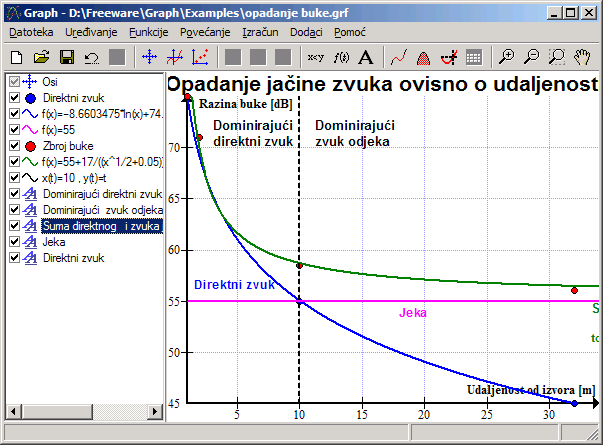 Graph - D:\Freeware\Graph\Examples\opadanje buke.grf
Datoteka Uređivanje Funkcije Povećanje Izračun Dodaci Pomoć
x=y f(x) A
Osi
Direktni zvuk
f(x)=-8.6603475*ln(x)+74.
f(x)=55
Zbroj buke
f(x)=55+17/((x^1/2+0.05))
x(t)=10 , y(t)=t
Dominirajući direktni zvuk
Dominirajući zvuk odjeka
Suma direktnog i zvuka
Jeka
Direktni zvuk
Opadanje jačine zvuka ovisno o udaljenost
Razina buke [dB]
Dominirajući
direktni zvuk
Dominirajući
zvuk odjeka
70
65
60
55
50
45
Direktni zvuk
Jeka
S
to
Udaljenost od izvora [m]
5 10 15 20 25 30